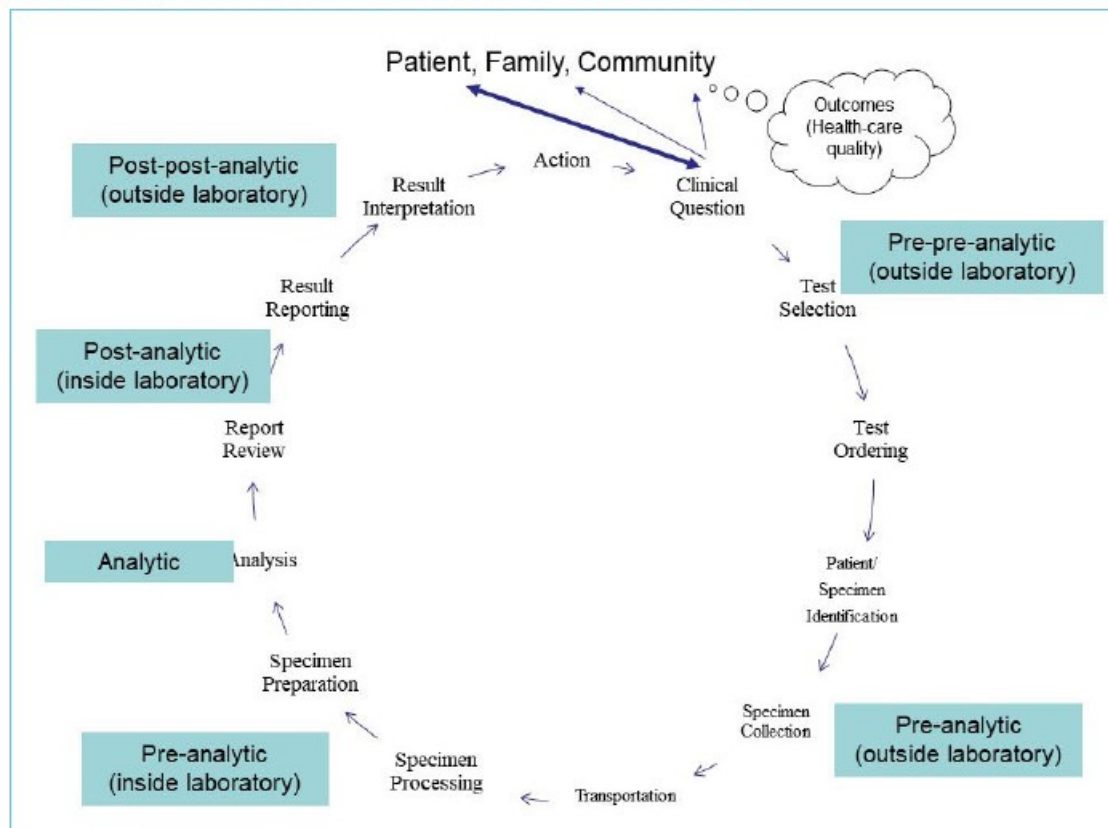 Patient, Family, Community
Outcomes
(Health-care
quality)
Action
Clinical
Question
Pre-pre-analytic
(outside laboratory)
Test
Selection
Test
Ordering
Patient/
Specimen
Identification
Specimen
Collection
Pre-analytic
(outside laboratory)
Transportation
Specimen
Processing
Pre-analytic
(inside laboratory)
Specimen
Preparation
Analytic
Analysis
Report
Review
Post-analytic
(inside laboratory)
Result
Reporting
Post-post-analytic
(outside laboratory)
Result
Interpretation